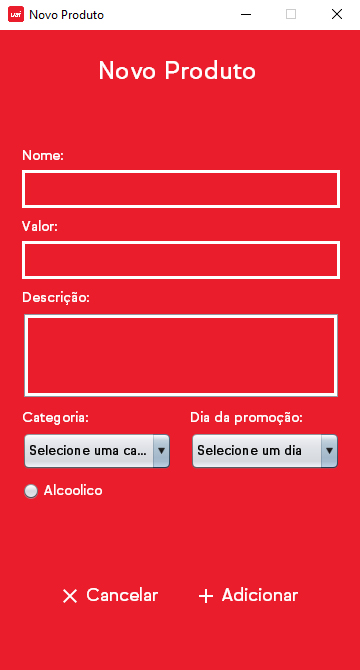 Novo Produto
Novo Produto
Nome:
Valor:
Descrição:
Categoria: Dia da promoção:
Selecione uma ca... Selecione um dia
Alcoolico
Cancelar Adicionar